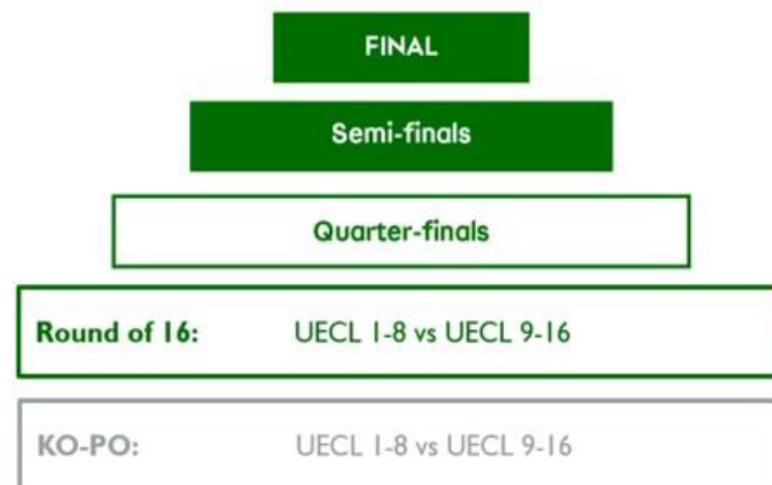 FINAL
Semi-finals
Quarter-finals
Round of 16: UECL 1-8 vs UECL 9-16
KO-PO: UECL 1-8 vs UECL 9-16